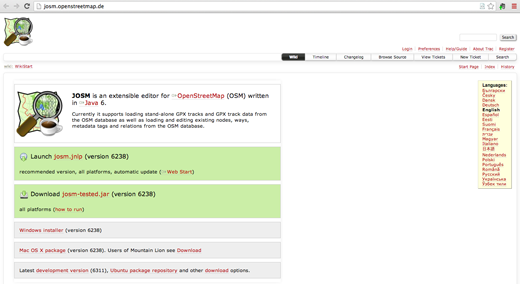 josm.openstreetmap.de
Search
Login Preferences Help/Guide About Trac Register
Wiki Timeline Changelog Browse Source View Tickets New Ticket Search
wiki: WikiStart
Start Page Index History
JOSM is an extensible editor for OpenStreetMap (OSM) written
in Java 6.
Currently it supports loading stand-alone GPX tracks and GPX track data
from the OSM database as well as loading and editing existing nodes, ways,
metadata tags and relations from the OSM database.
Launch josm.jnlp (version 6238)
recommended version, all platforms, automatic update (Web Start)
Download josm-tested.jar (version 6238)
all platforms (how to run)
Windows installer (version 6238)
Mac OS X package (version 6238). Users of Mountain Lion see Download
Latest development version (6311), Ubuntu package repository and other download options.
Languages:
Български
Česky
Dansk
Deutsch
English
Español
Eesti
Suomi
Français
עברית
Magyar
Italiano
日本語
Nederlands
Polski
Português
Română
Русский
Українська